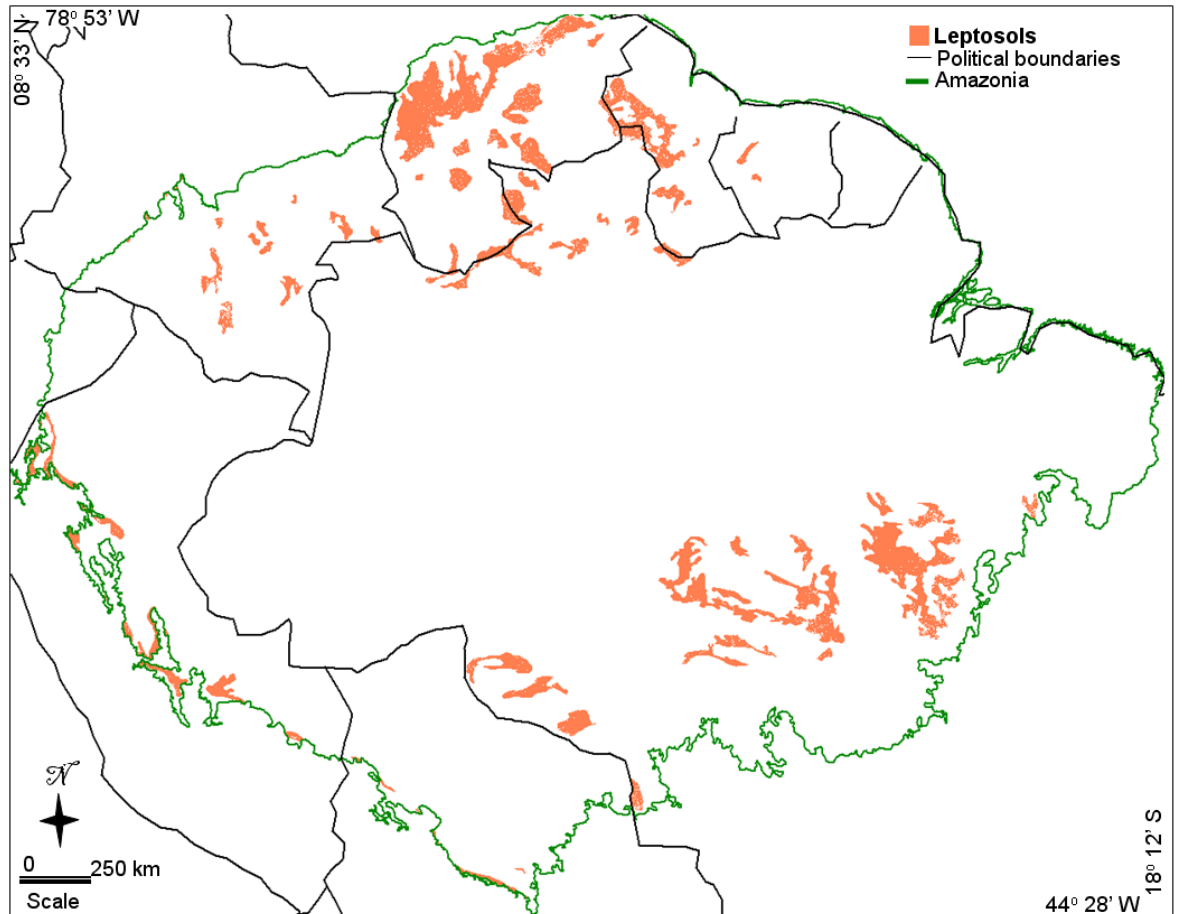 78° 53' W
08° 33' N
Leptosols
Political boundaries
Amazonia
N
0 250 km
Scale
18° 12' S
44° 28' W